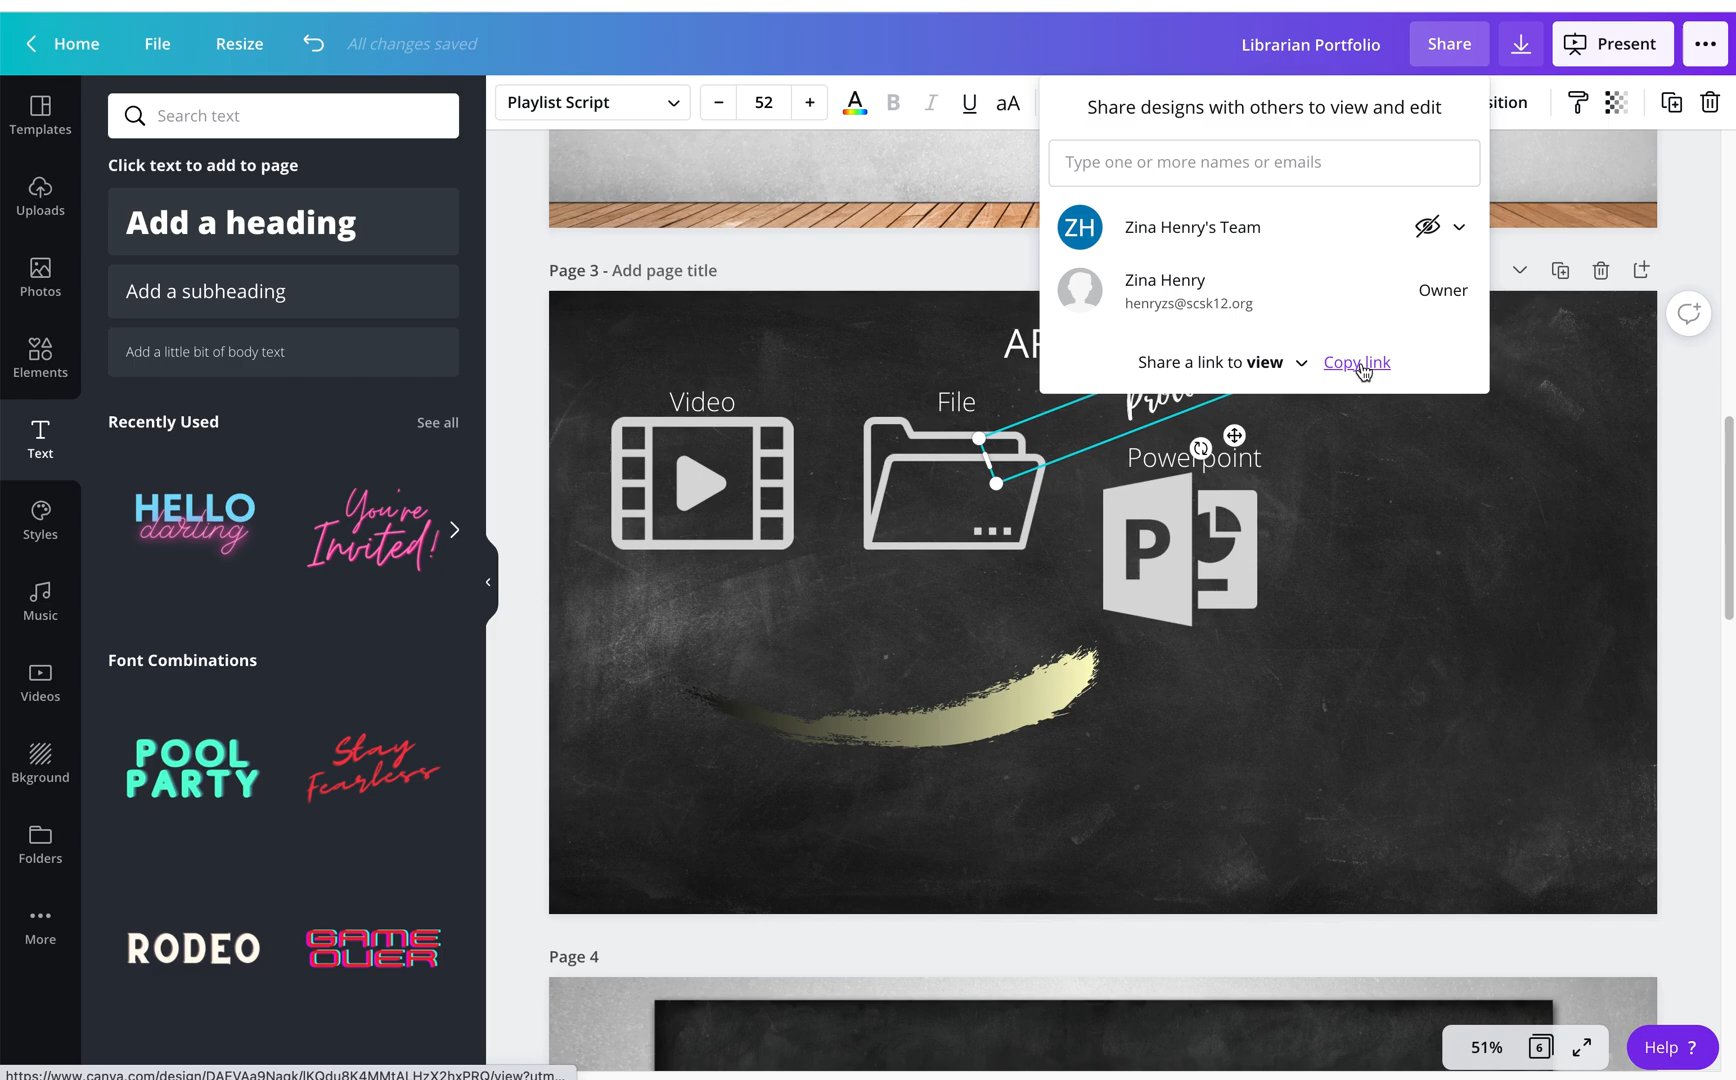 Home
File
Resize
All changes saved
Librarian Portfolio
Share
Present
Templates
Uploads
Photos
Elements
Text
Styles
Music
Videos
Bkground
Folders
More
Search text
Click text to add to page
Add a heading
Add a subheading
Add a little bit of body text
Recently Used
See all
HELLO
darling
You're
Invited!
Font Combinations
POOL
PARTY
Stay
Fearless
RODEO
GAME
OVER
Playlist Script
− 52 +
A B I U aA
sition
Share designs with others to view and edit
Type one or more names or emails
ZH
Zina Henry's Team
Zina Henry
henryzs@scsk12.org
Owner
Share a link to view
Copy link
Page 3 - Add page title
Video
File
Powerpoint
P
Page 4
51%
6
Help ?